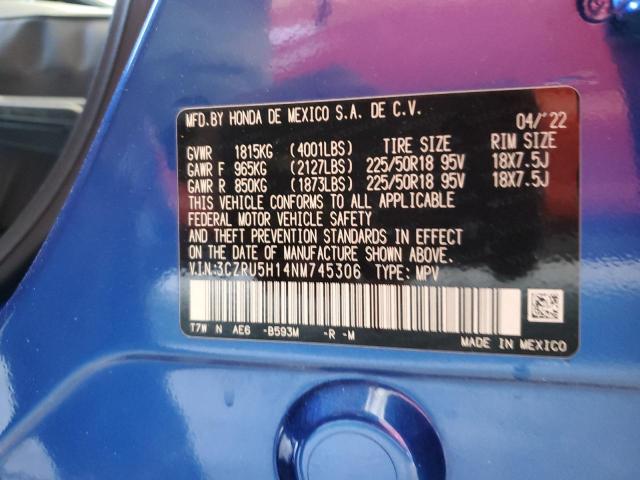 MFD.BY HONDA DE MEXICO S.A. DE C.V.
04/'22
GVWR 1815KG (4001LBS) TIRE SIZE RIM SIZE
GAWR F 965KG (2127LBS) 225/50R18 95V 18X7.5J
GAWR R 850KG (1873LBS) 225/50R18 95V 18X7.5J
THIS VEHICLE CONFORMS TO ALL APPLICABLE
FEDERAL MOTOR VEHICLE SAFETY
AND THEFT PREVENTION STANDARDS IN EFFECT
ON THE DATE OF MANUFACTURE SHOWN ABOVE.
V.I.N:3CZRU5H14NM745306 TYPE: MPV
T7W N AE6 -B593M -R -M
MADE IN MEXICO